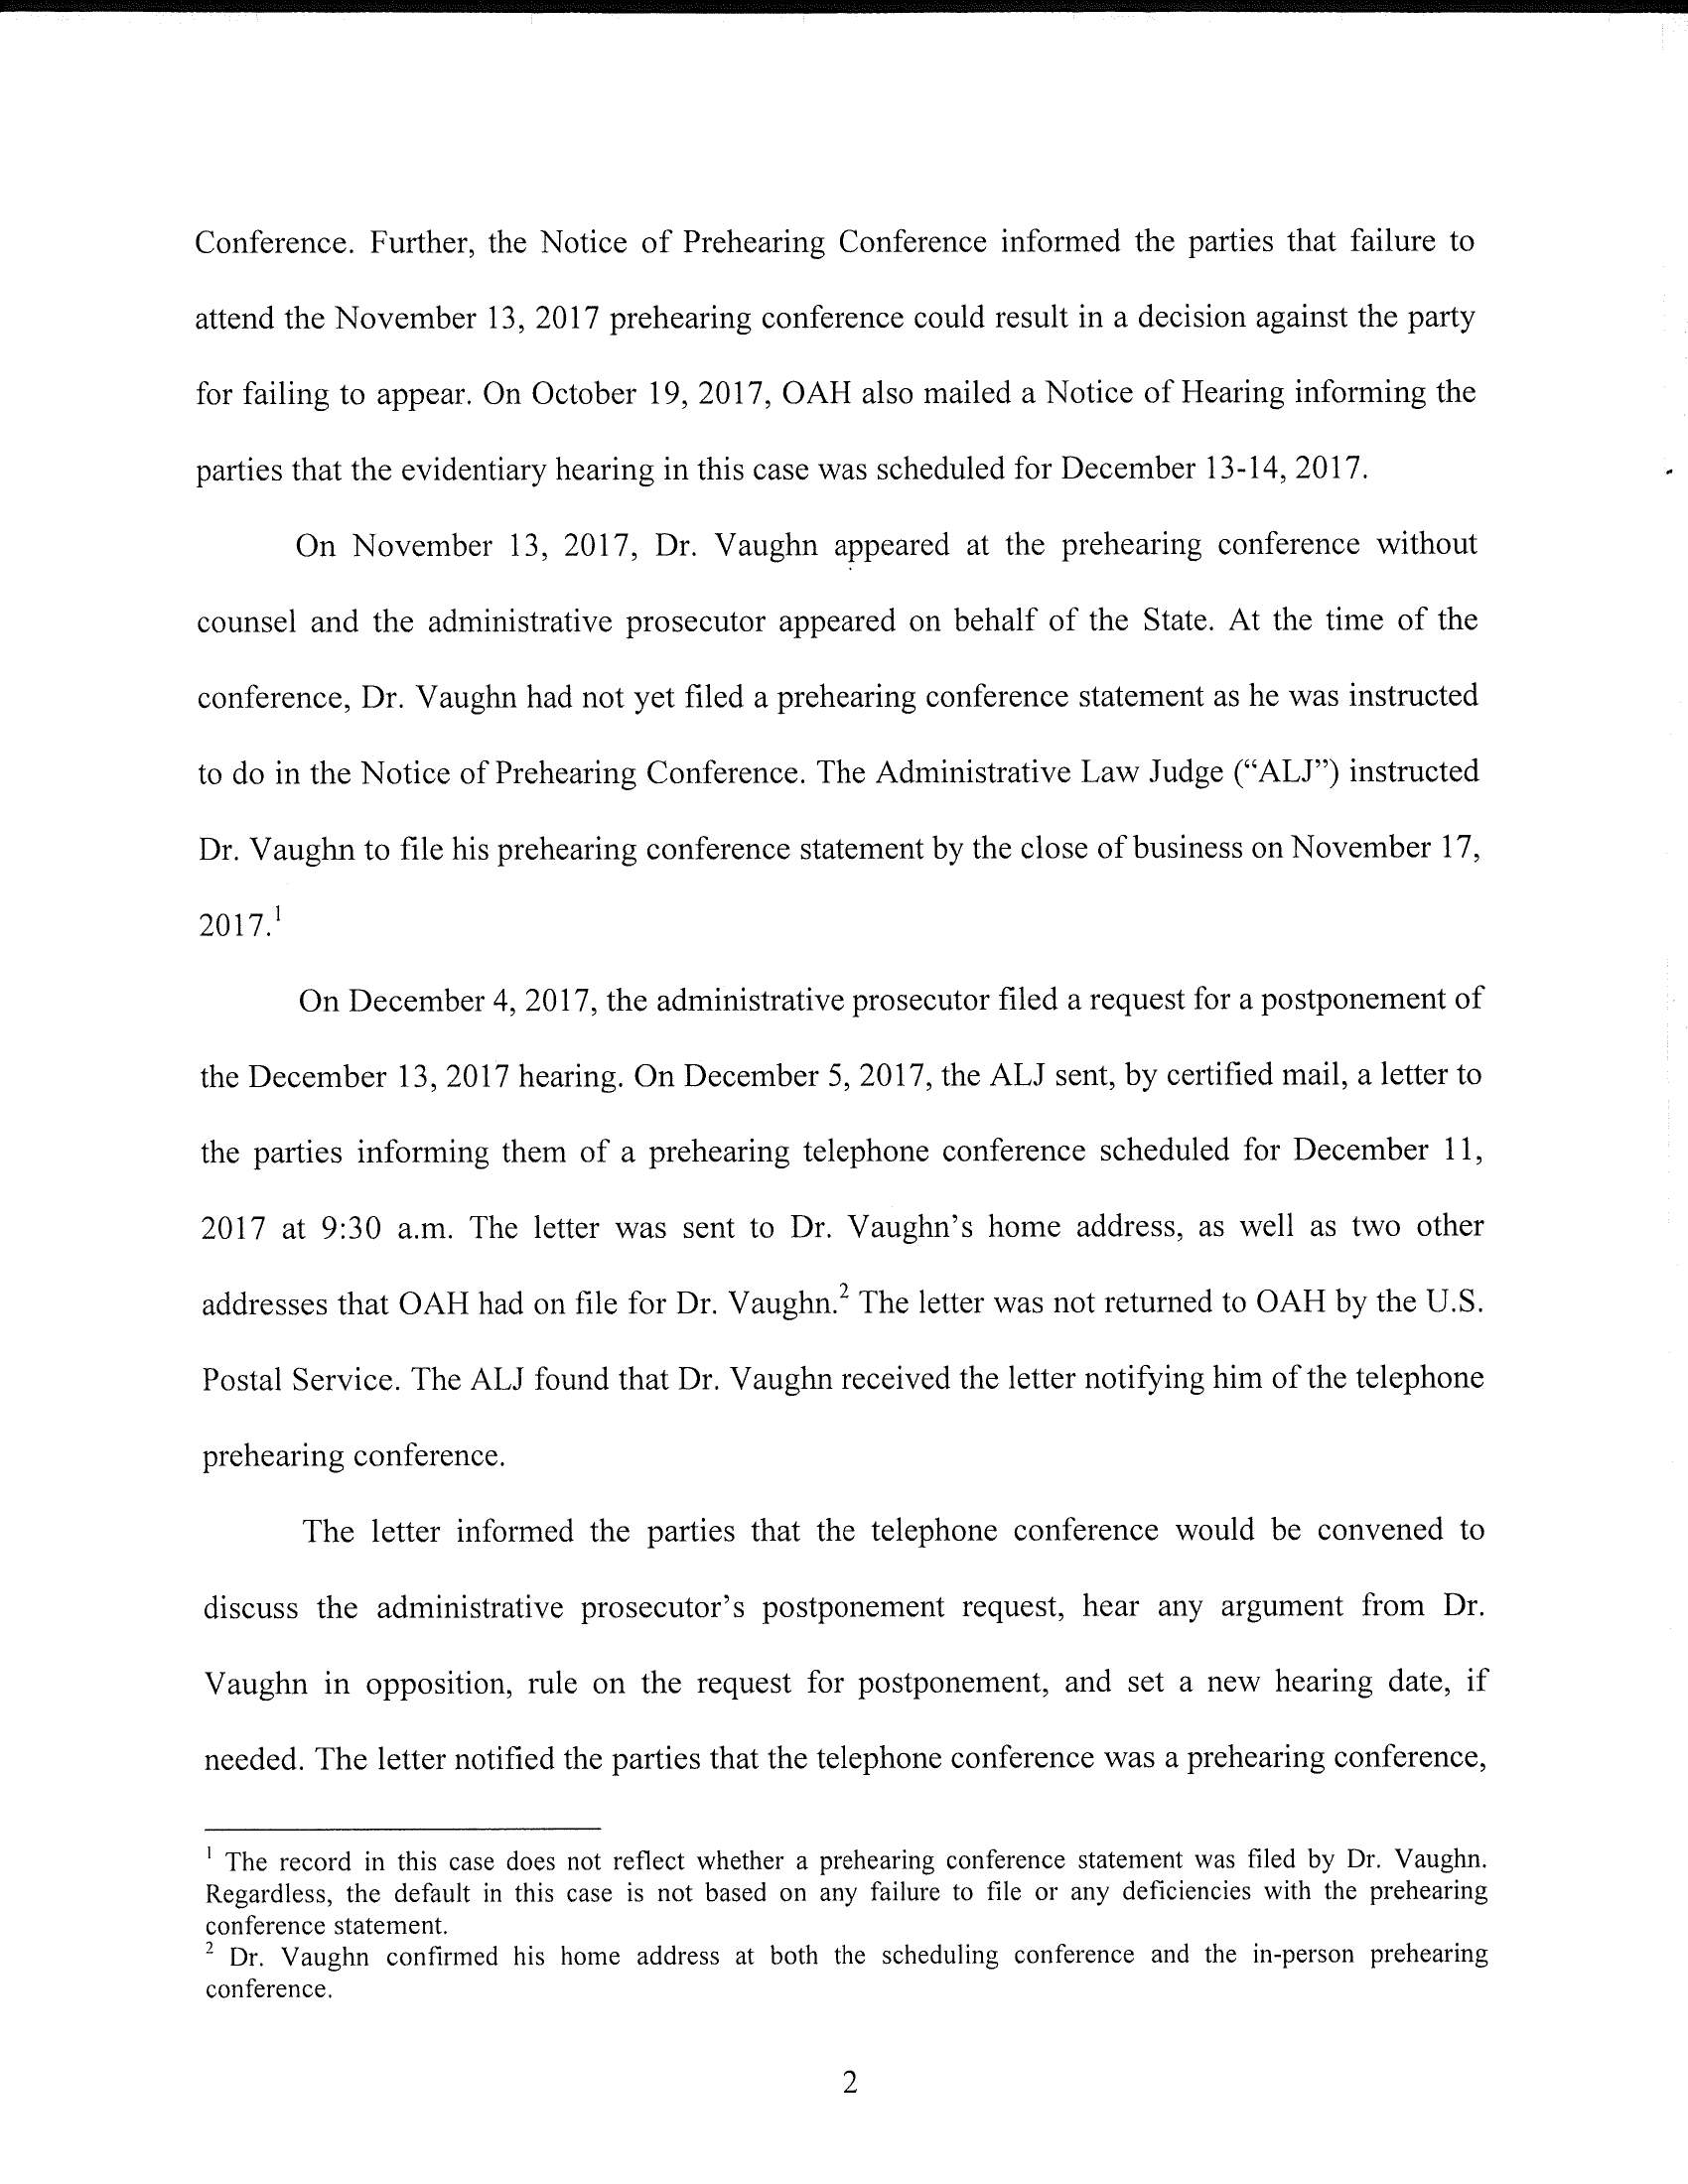 Conference. Further, the Notice of Prehearing Conference informed the parties that failure to
attend the November 13, 2017 prehearing conference could result in a decision against the party
for failing to appear. On October 19, 2017, OAH also mailed a Notice of Hearing informing the
parties that the evidentiary hearing in this case was scheduled for December 13-14, 2017.
On November 13, 2017, Dr. Vaughn appeared at the prehearing conference without
counsel and the administrative prosecutor appeared on behalf of the State. At the time of the
conference, Dr. Vaughn had not yet filed a prehearing conference statement as he was instructed
to do in the Notice of Prehearing Conference. The Administrative Law Judge (“ALJ”) instructed
Dr. Vaughn to file his prehearing conference statement by the close of business on November 17,
2017.¹
On December 4, 2017, the administrative prosecutor filed a request for a postponement of
the December 13, 2017 hearing. On December 5, 2017, the ALJ sent, by certified mail, a letter to
the parties informing them of a prehearing telephone conference scheduled for December 11,
2017 at 9:30 a.m. The letter was sent to Dr. Vaughn’s home address, as well as two other
addresses that OAH had on file for Dr. Vaughn.² The letter was not returned to OAH by the U.S.
Postal Service. The ALJ found that Dr. Vaughn received the letter notifying him of the telephone
prehearing conference.
The letter informed the parties that the telephone conference would be convened to
discuss the administrative prosecutor’s postponement request, hear any argument from Dr.
Vaughn in opposition, rule on the request for postponement, and set a new hearing date, if
needed. The letter notified the parties that the telephone conference was a prehearing conference,
¹ The record in this case does not reflect whether a prehearing conference statement was filed by Dr. Vaughn.
Regardless, the default in this case is not based on any failure to file or any deficiencies with the prehearing
conference statement.
² Dr. Vaughn confirmed his home address at both the scheduling conference and the in-person prehearing
conference.
2